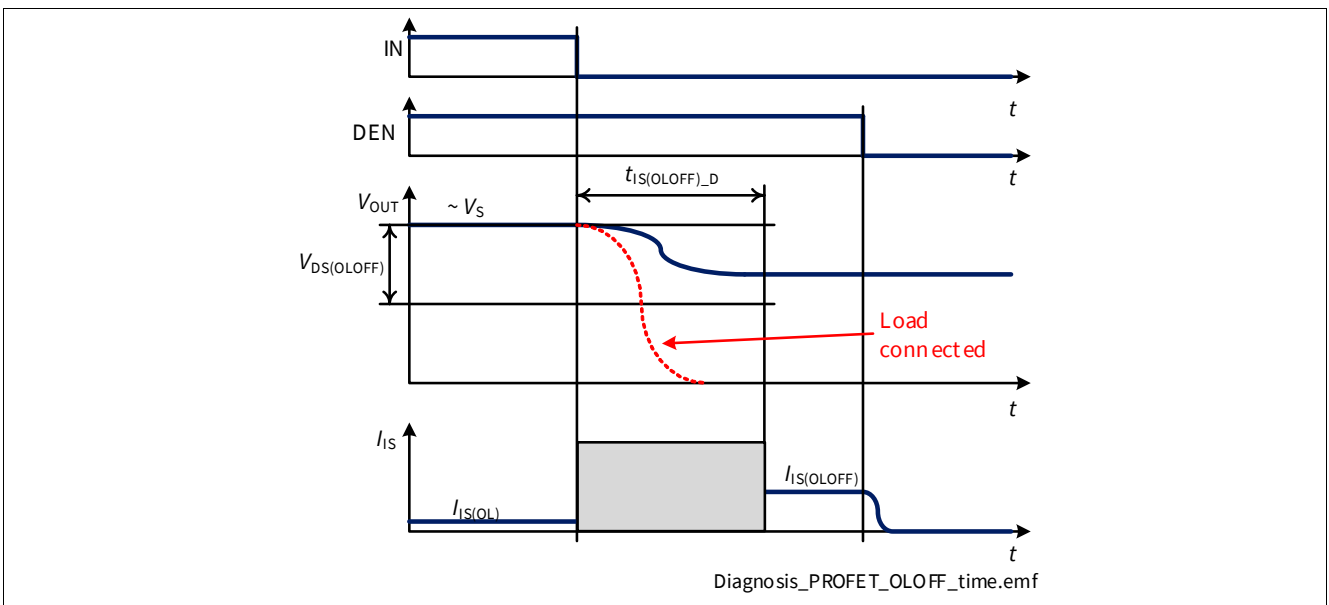 IN
t
DEN
t
tIS(OLOFF)_D
VOUT
~ VS
VDS(OLOFF)
Load
connected
t
IIS
IIS(OLOFF)
IIS(OL)
t
Diagnosis_PROFET_OLOFF_time.emf